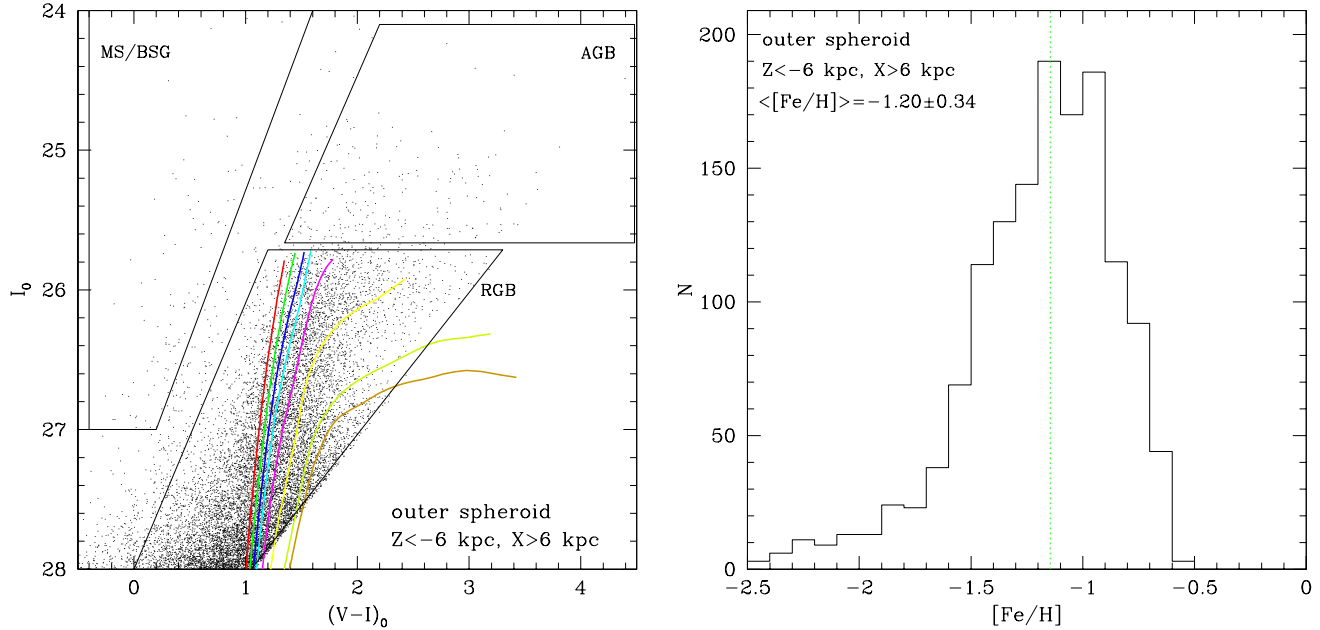 24
25
26
27
28
I₀
MS/BSG
AGB
RGB
outer spheroid
Z<−6 kpc, X>6 kpc
0
1
2
3
4
(V−I)₀
200
150
100
50
0
N
outer spheroid
Z<−6 kpc, X>6 kpc
<[Fe/H]>=−1.20±0.34
−2.5
−2
−1.5
−1
−0.5
0
[Fe/H]